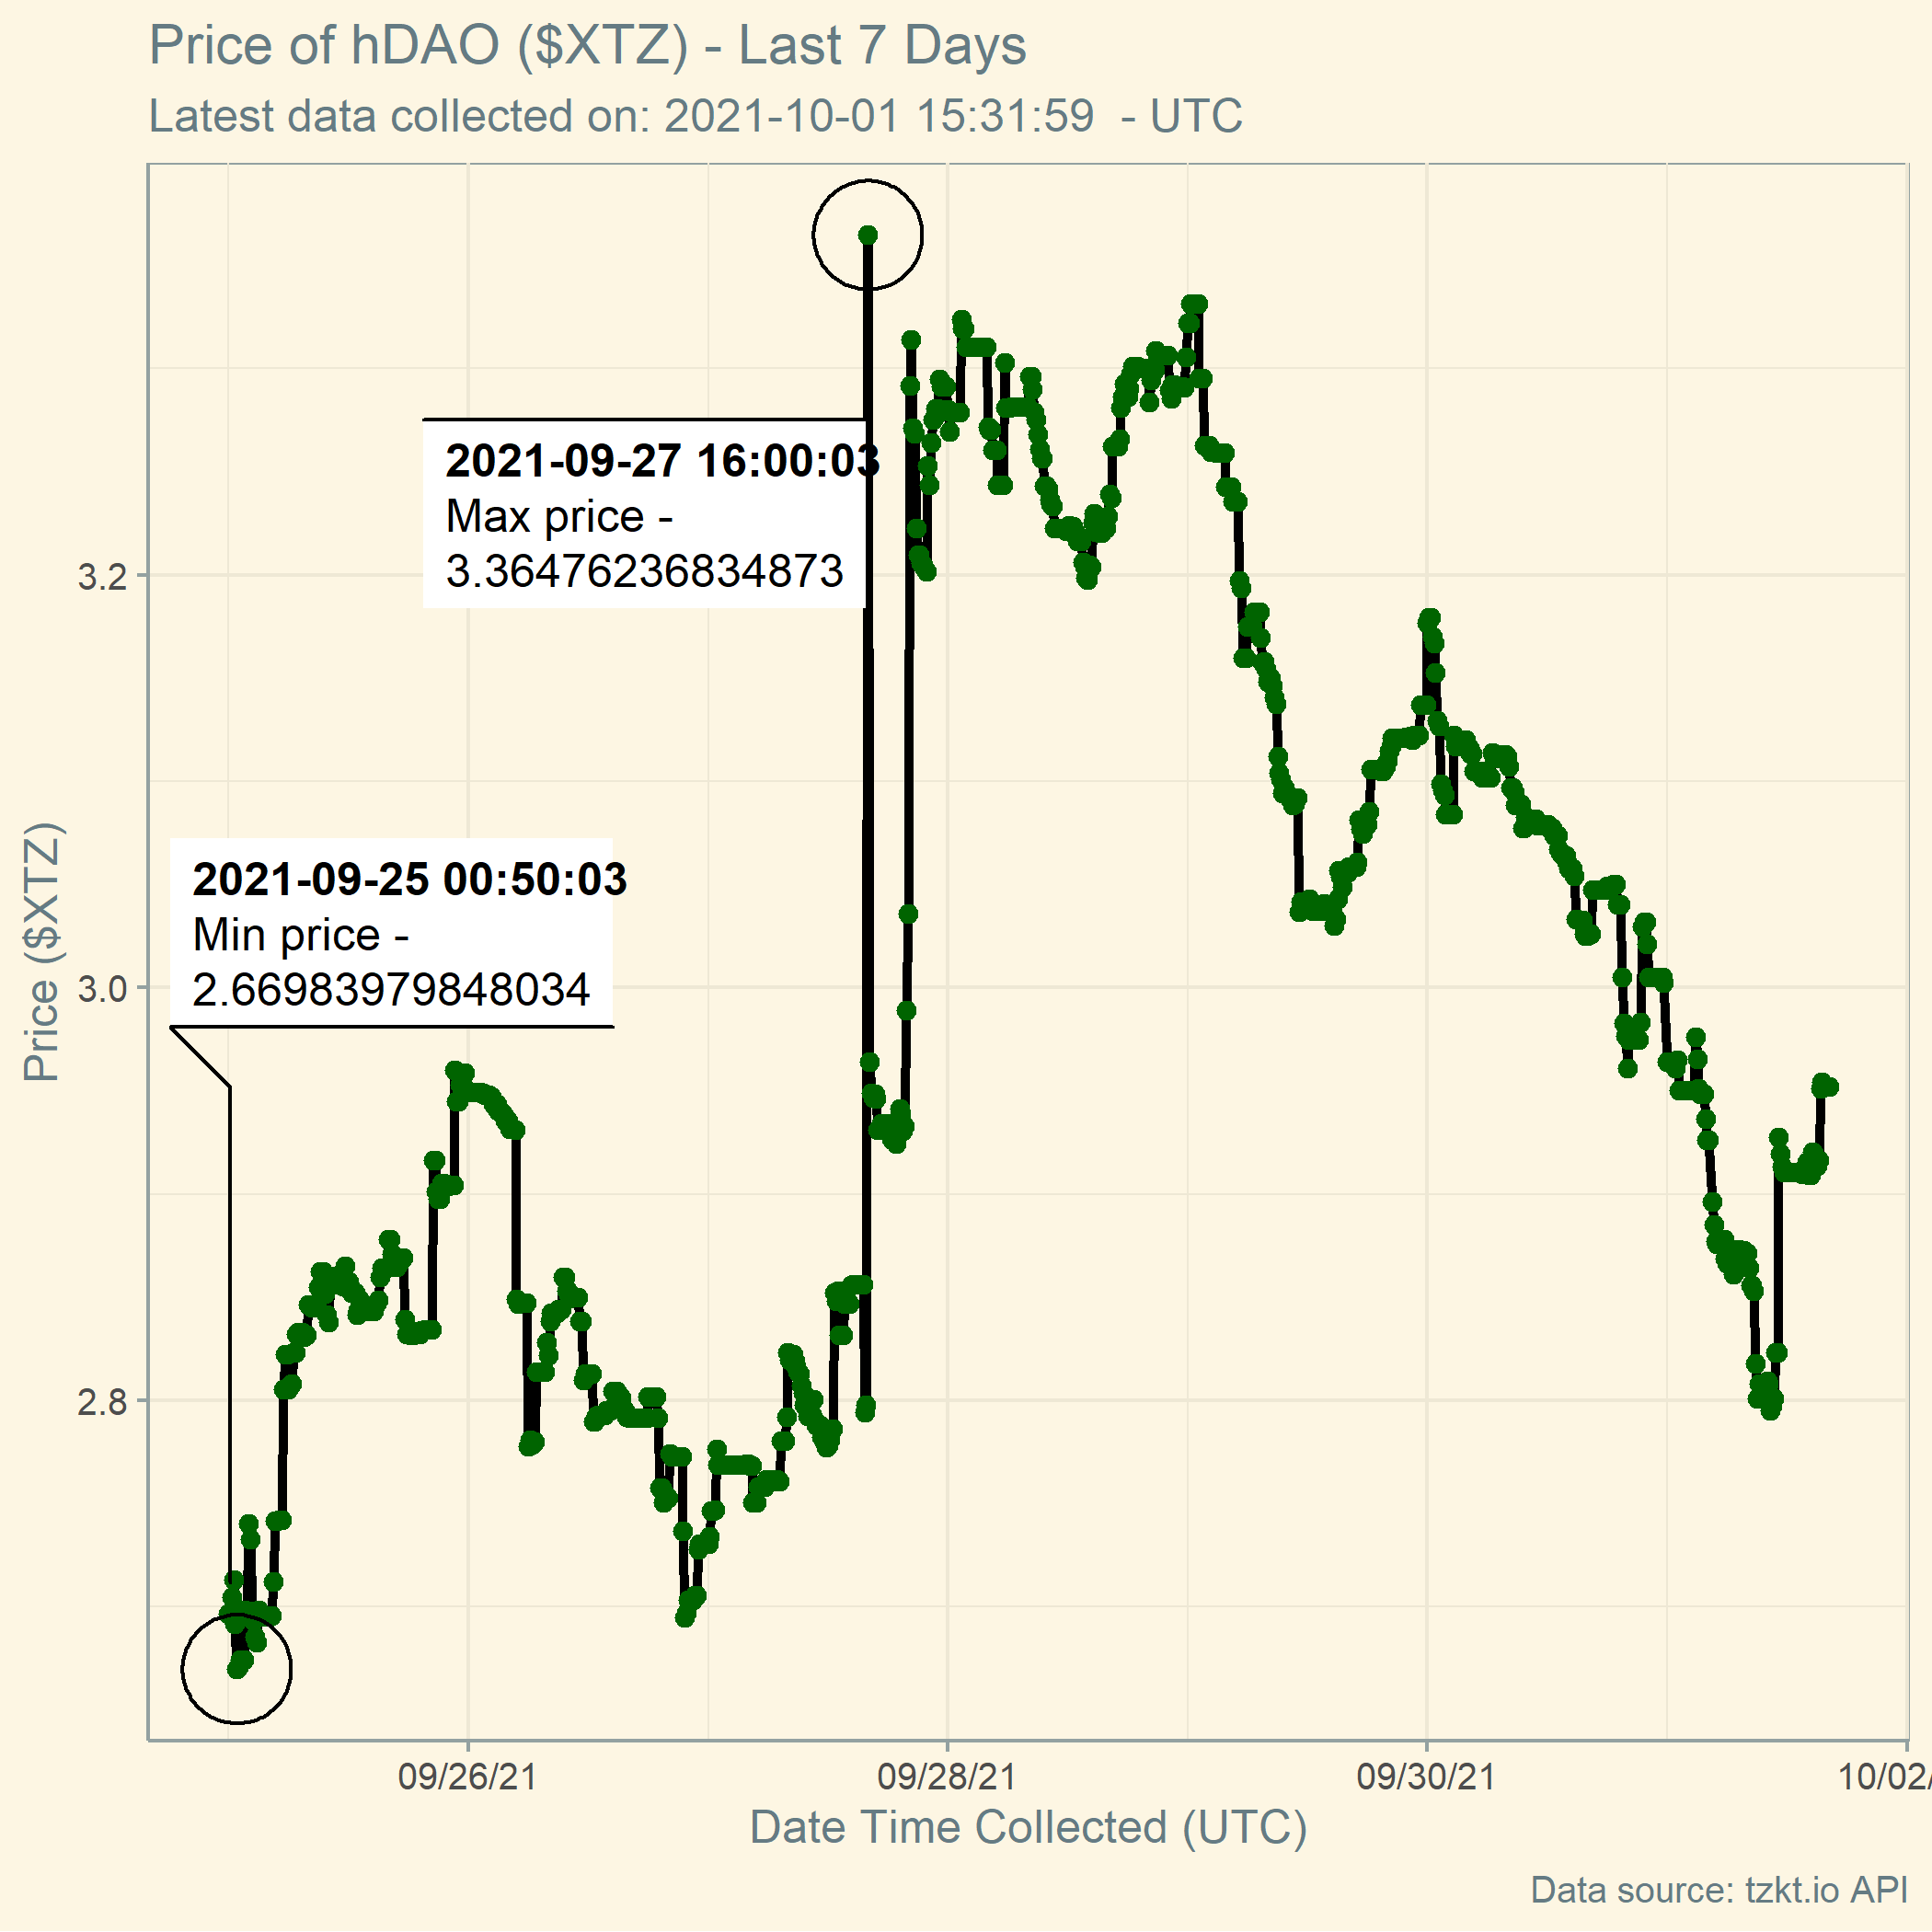 Price of hDAO ($XTZ) - Last 7 Days
Latest data collected on: 2021-10-01 15:31:59  - UTC
2021-09-27 16:00:03
Max price -
3.36476236834873
3.2
2021-09-25 00:50:03
Min price -
2.66983979848034
3.0
Price ($XTZ)
2.8
09/26/21 09/28/21 09/30/21 10/02/
Date Time Collected (UTC)
Data source: tzkt.io API